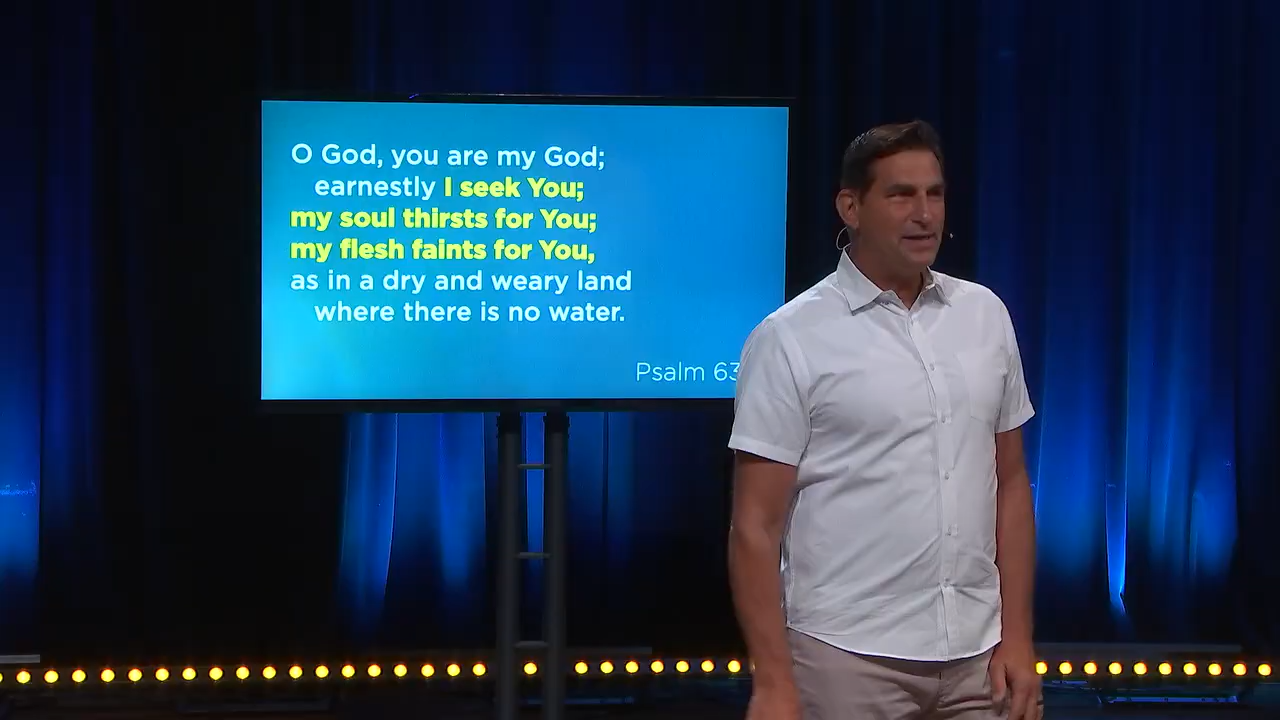 O God, you are my God;
earnestly I seek You;
my soul thirsts for You;
my flesh faints for You,
as in a dry and weary land
where there is no water.
Psalm 63